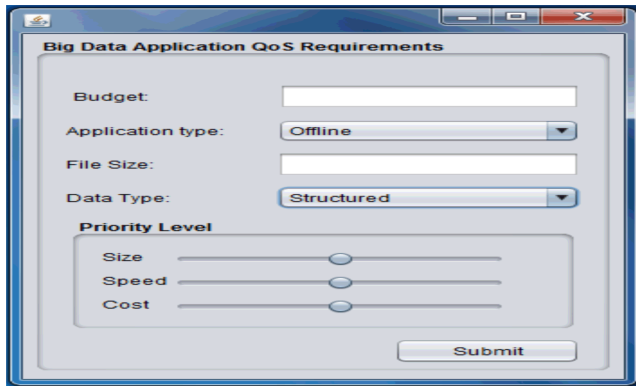 Big Data Application QoS Requirements
Budget:
Application type: Offline
File Size:
Data Type: Structured
Priority Level
Size
Speed
Cost
Submit